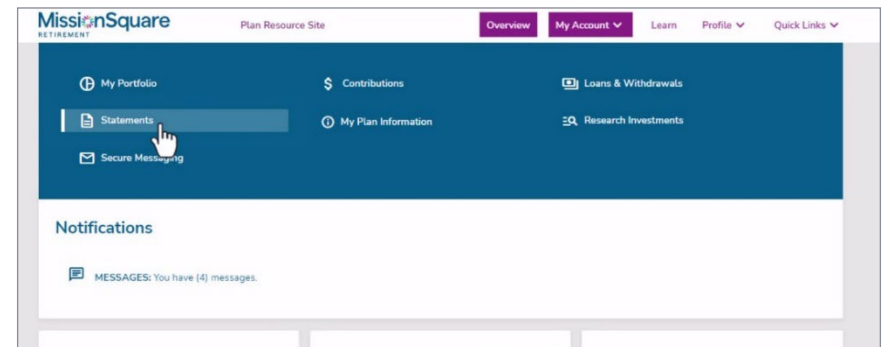 MissionSquare
RETIREMENT
Plan Resource Site
Overview
My Account
Learn
Profile
Quick Links
My Portfolio
Contributions
Loans & Withdrawals
Statements
My Plan Information
Research Investments
Secure Messaging
Notifications
MESSAGES: You have (4) messages.